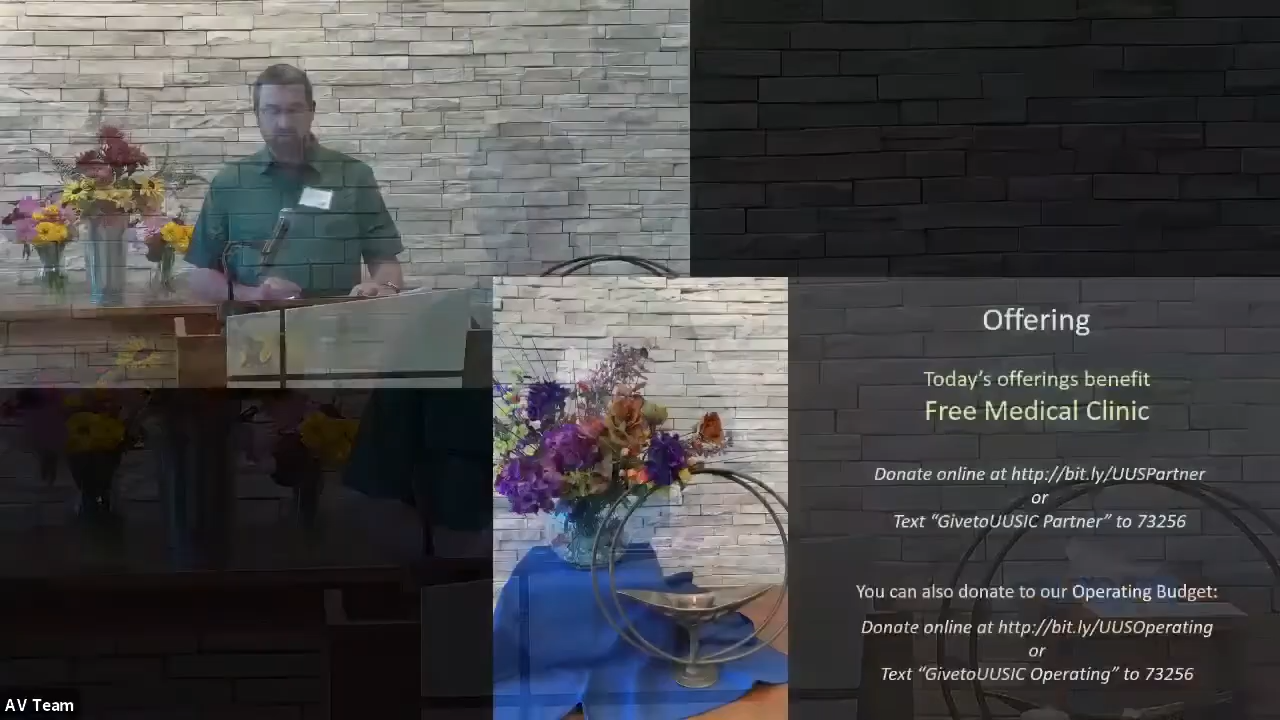 Offering
Today's offerings benefit
Free Medical Clinic
Donate online at http://bit.ly/UUSPartner
or
Text “GivetoUUSIC Partner” to 73256
You can also donate to our Operating Budget:
Donate online at http://bit.ly/UUSOperating
or
Text “GivetoUUSIC Operating” to 73256
AV Team